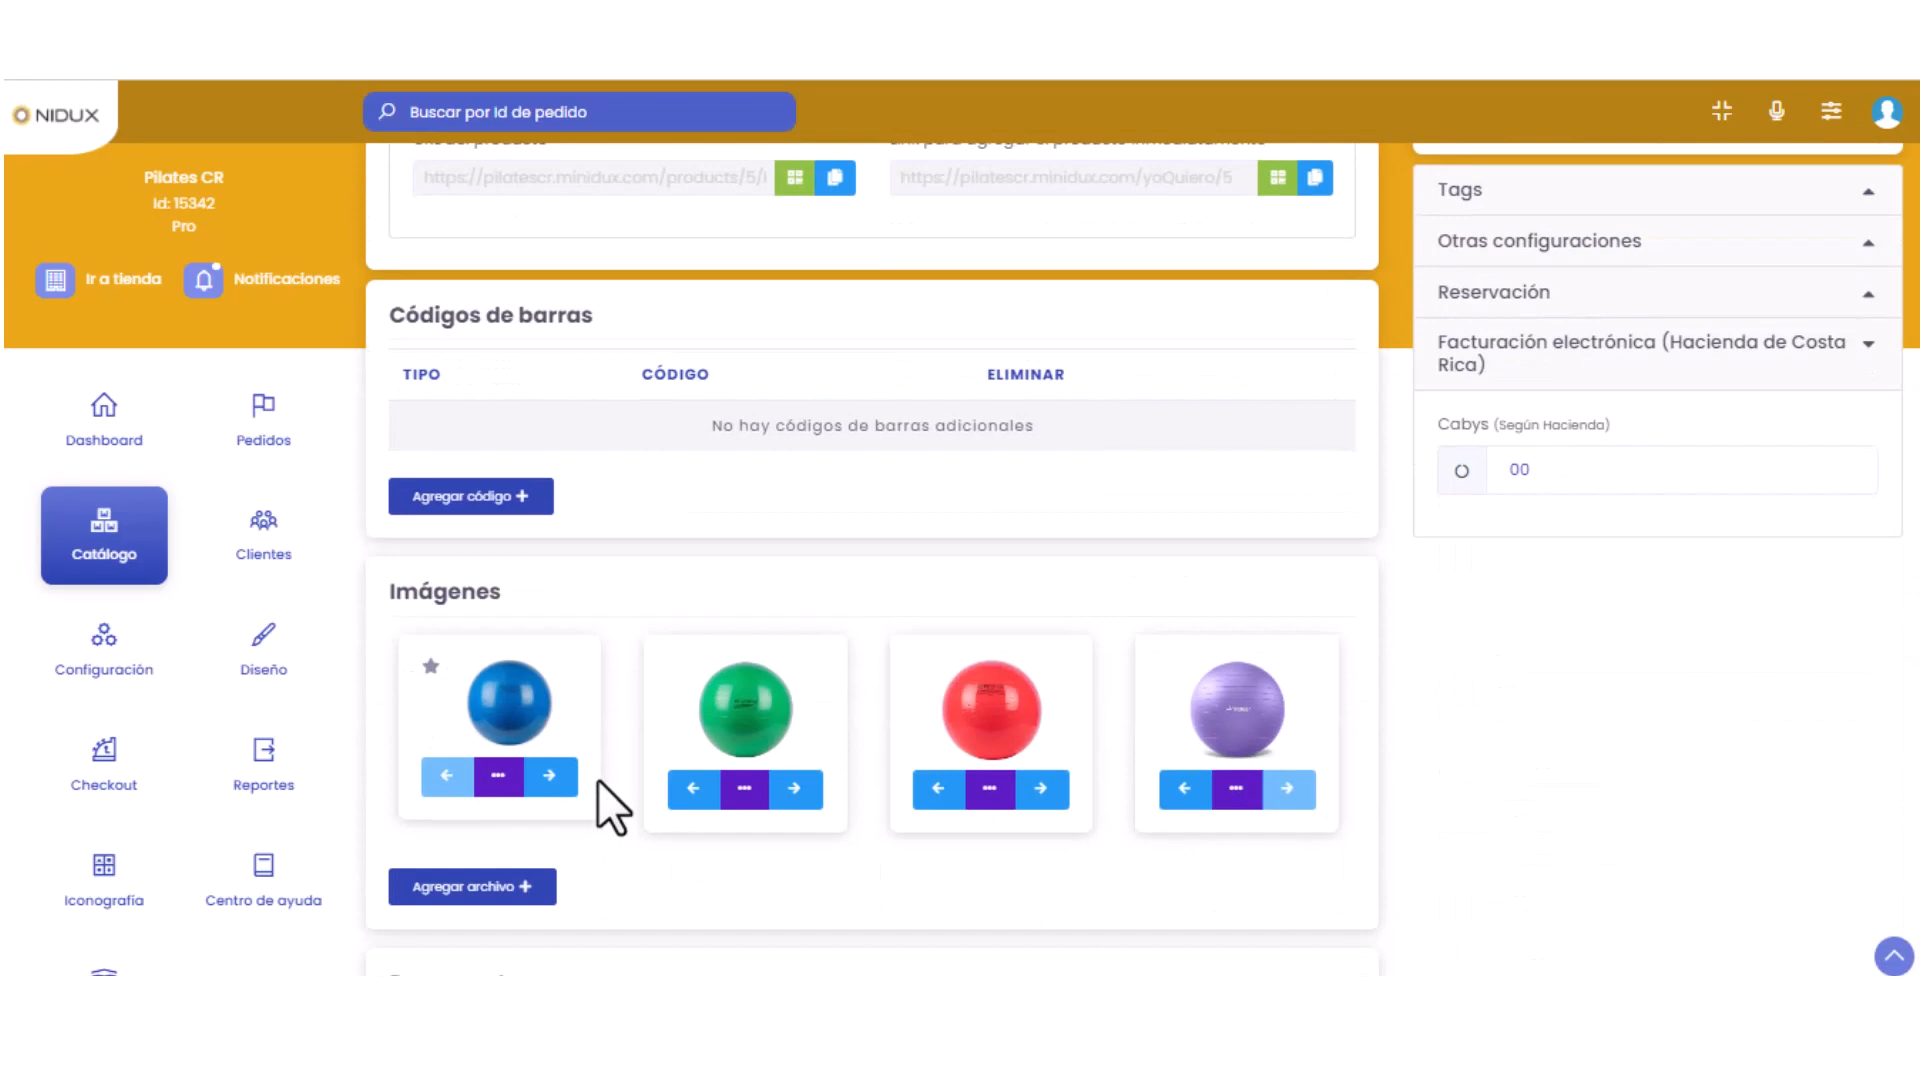 NIDUX
Buscar por Id de pedido
Pilates CR
Id: 15342
Pro
Ir a tienda
Notificaciones
Dashboard
Pedidos
Catálogo
Clientes
Configuración
Diseño
Checkout
Reportes
Iconografía
Centro de ayuda
https://pilatescr.minidux.com/products/5/
https://pilatescr.minidux.com/yoQuiero/5
Códigos de barras
TIPO
CÓDIGO
ELIMINAR
No hay códigos de barras adicionales
Agregar código +
Imágenes
Agregar archivo +
Tags
Otras configuraciones
Reservación
Facturación electrónica (Hacienda de Costa
Rica)
Cabys (Según Hacienda)
00